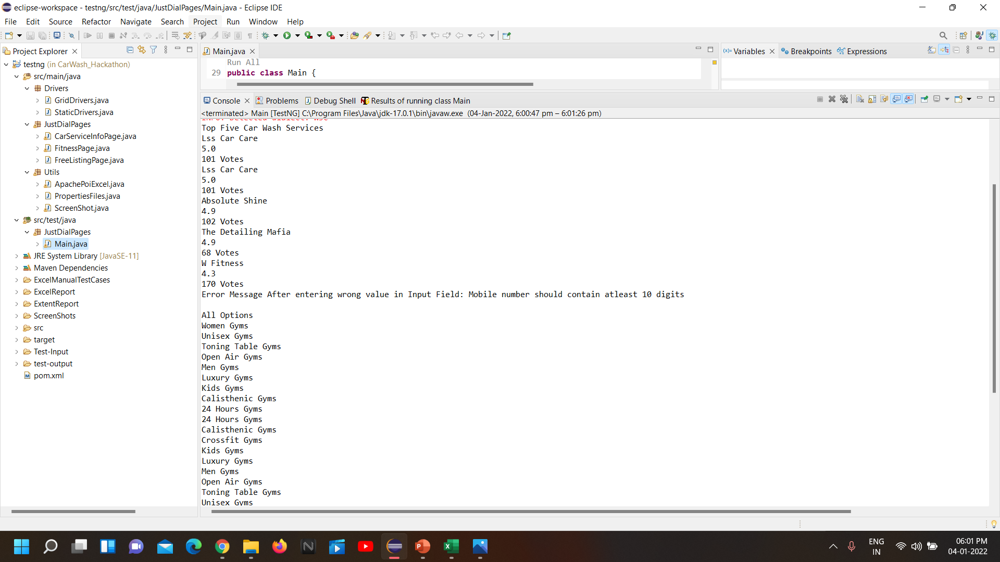 eclipse-workspace - testng/src/test/java/JustDialPages/Main.java - Eclipse IDE
File Edit Source Refactor Navigate Search Project Run Window Help
Project Explorer
testng (in CarWash_Hackathon)
src/main/java
Drivers
GridDrivers.java
StaticDrivers.java
JustDialPages
CarServiceInfoPage.java
FitnessPage.java
FreeListingPage.java
Utils
ApachePoiExcel.java
PropertiesFiles.java
ScreenShot.java
src/test/java
JustDialPages
Main.java
JRE System Library [JavaSE-11]
Maven Dependencies
ExcelManualTestCases
ExcelReport
ExtentReport
ScreenShots
src
target
Test-Input
test-output
pom.xml
Main.java
Run All
29 public class Main {
Variables Breakpoints Expressions
Console Problems Debug Shell Results of running class Main
<terminated> Main [TestNG] C:\Program Files\Java\jdk-17.0.1\bin\javaw.exe (04-Jan-2022, 6:00:47 pm – 6:01:26 pm)
INFO: Detected dialect: W3C
Top Five Car Wash Services
Lss Car Care
5.0
101 Votes
Lss Car Care
5.0
101 Votes
Absolute Shine
4.9
102 Votes
The Detailing Mafia
4.9
68 Votes
W Fitness
4.3
170 Votes
Error Message After entering wrong value in Input Field: Mobile number should contain atleast 10 digits
All Options
Women Gyms
Unisex Gyms
Toning Table Gyms
Open Air Gyms
Men Gyms
Luxury Gyms
Kids Gyms
Calisthenic Gyms
24 Hours Gyms
24 Hours Gyms
Calisthenic Gyms
Crossfit Gyms
Kids Gyms
Luxury Gyms
Men Gyms
Open Air Gyms
Toning Table Gyms
Unisex Gyms
ENG
IN
06:01 PM
04-01-2022